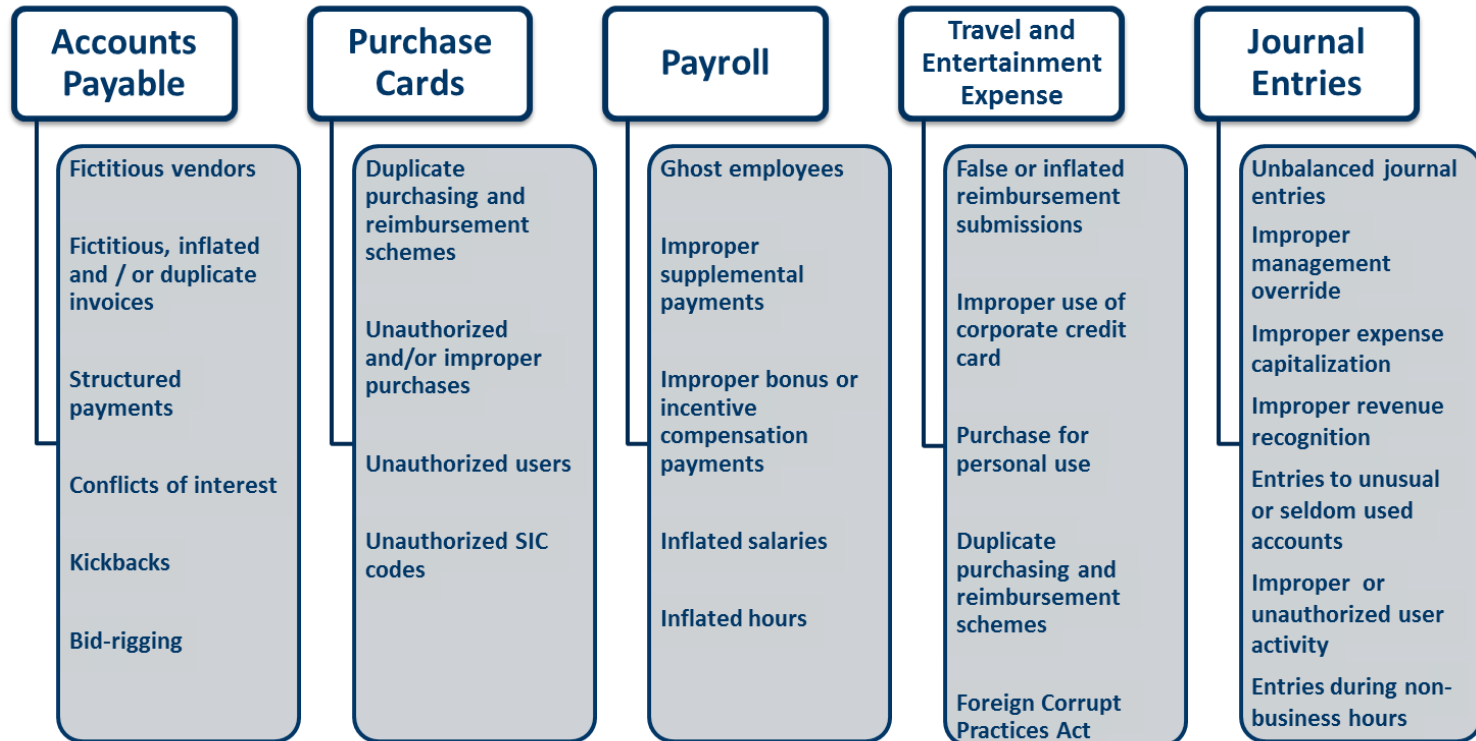 Accounts
Payable
Fictitious vendors
Fictitious, inflated
and / or duplicate
invoices
Structured
payments
Conflicts of interest
Kickbacks
Bid-rigging
Purchase
Cards
Duplicate
purchasing and
reimbursement
schemes
Unauthorized
and/or improper
purchases
Unauthorized users
Unauthorized SIC
codes
Payroll
Ghost employees
Improper
supplemental
payments
Improper bonus or
incentive
compensation
payments
Inflated salaries
Inflated hours
Travel and
Entertainment
Expense
False or inflated
reimbursement
submissions
Improper use of
corporate credit
card
Purchase for
personal use
Duplicate
purchasing and
reimbursement
schemes
Foreign Corrupt
Practices Act
Journal
Entries
Unbalanced journal
entries
Improper
management
override
Improper expense
capitalization
Improper revenue
recognition
Entries to unusual
or seldom used
accounts
Improper or
unauthorized user
activity
Entries during non-
business hours